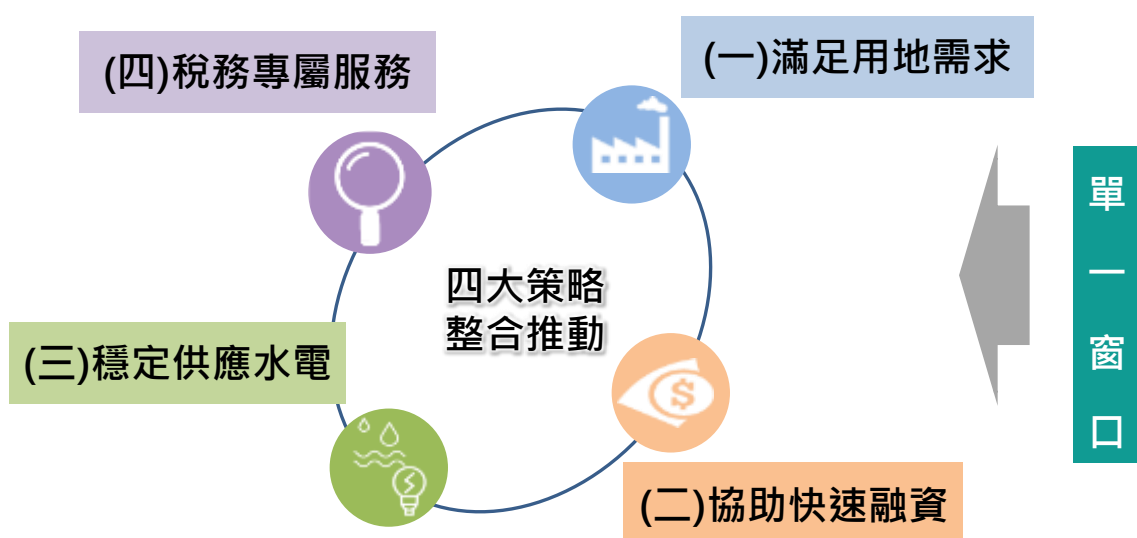 (四)稅務專屬服務
(一)滿足用地需求
四大策略
整合推動
(三)穩定供應水電
(二)協助快速融資
單一窗口
$